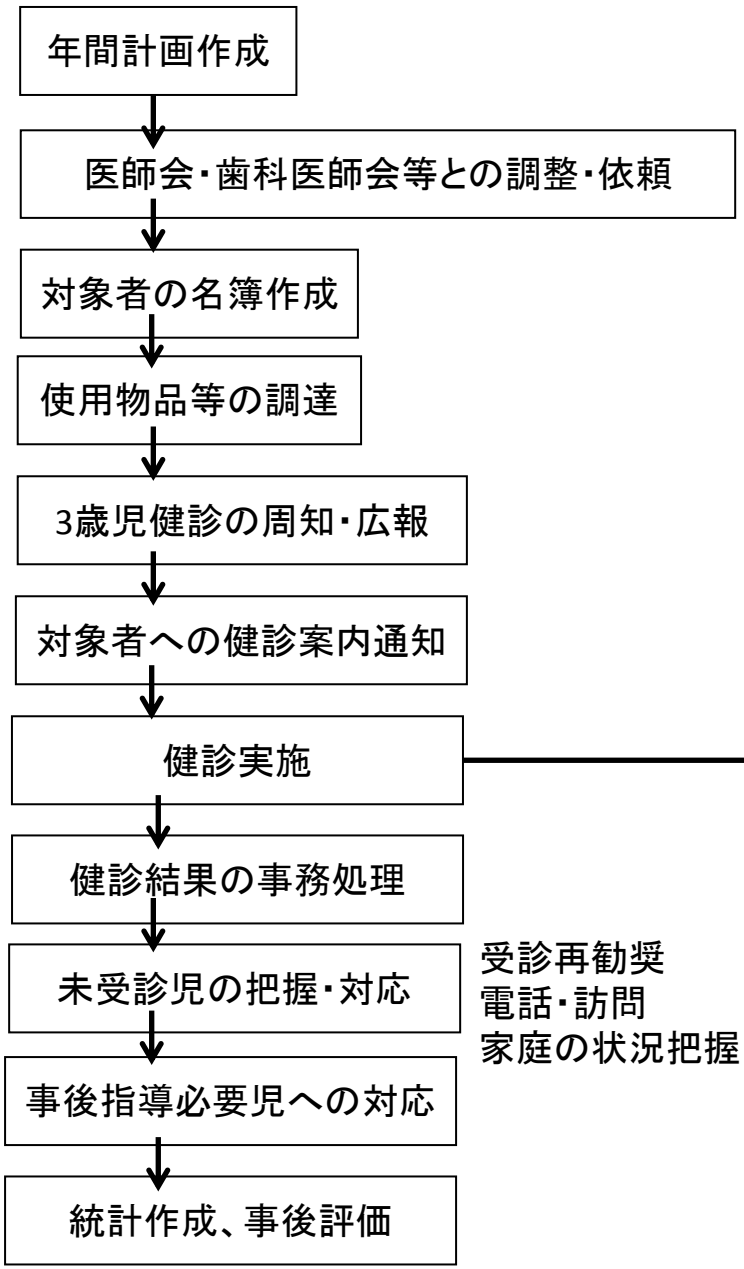 年間計画作成
医師会・歯科医師会等との調整・依頼
対象者の名簿作成
使用物品等の調達
3歳児健診の周知・広報
対象者への健診案内通知
健診実施
健診結果の事務処理
未受診児の把握・対応
受診再勧奨
電話・訪問
家庭の状況把握
事後指導必要児への対応
統計作成、事後評価